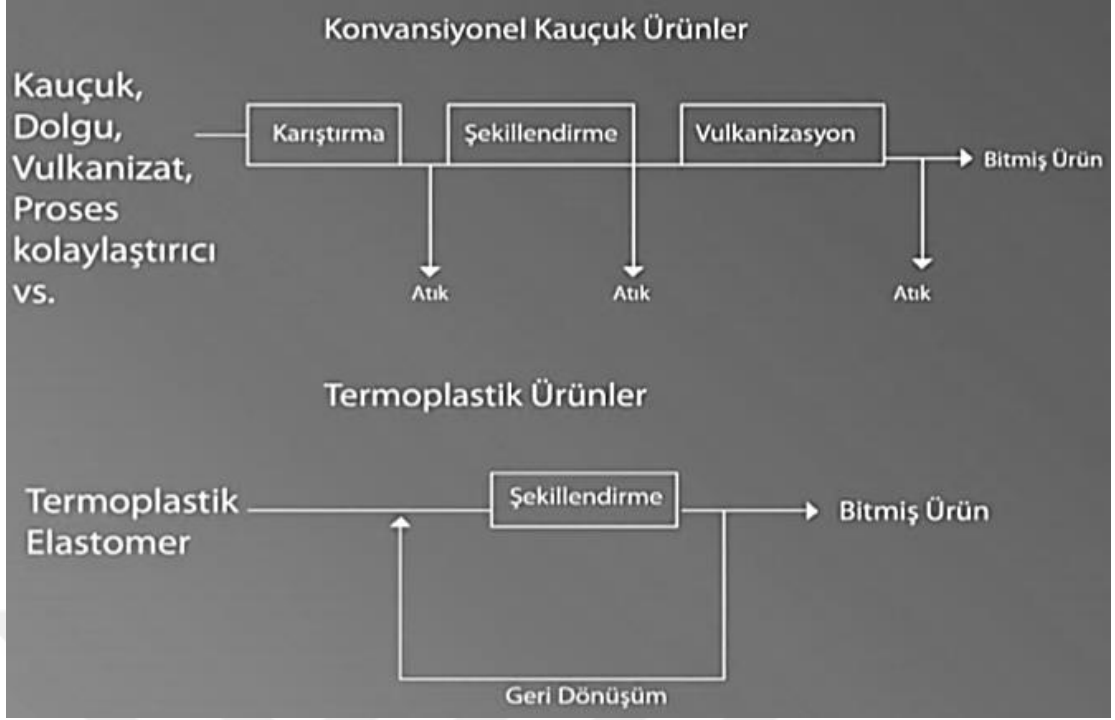 Konvansiyonel Kauçuk Ürünler
Kauçuk,
Dolgu,
Vulkanizat,
Proses
kolaylaştırıcı
vs.
Karıştırma
Şekillendirme
Vulkanizasyon
Bitmiş Ürün
Atık
Atık
Atık
Termoplastik Ürünler
Termoplastik
Elastomer
Şekillendirme
Bitmiş Ürün
Geri Dönüşüm